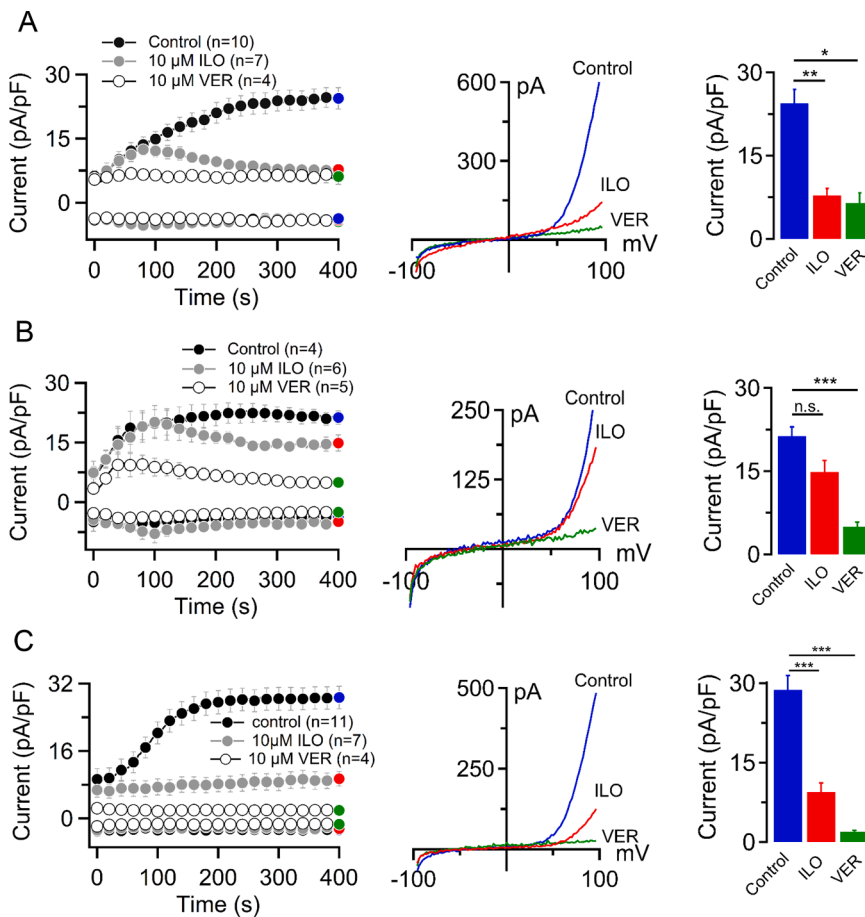 A
Control (n=10)
10 µM ILO (n=7)
10 µM VER (n=4)
Current (pA/pF)
30
15
0
0 100 200 300 400
Time (s)
pA
600
300
-100
100
mV
Control
ILO
VER
Current (pA/pF)
30
15
0
*
**
Control
ILO
VER
B
Control (n=4)
10 µM ILO (n=6)
10 µM VER (n=5)
Current (pA/pF)
30
15
0
0 100 200 300 400
Time (s)
250
pA
125
-100
100
mV
Control
ILO
VER
Current (pA/pF)
30
15
0
***
n.s.
Control
ILO
VER
C
control (n=11)
10µM ILO (n=7)
10 µM VER (n=4)
Current (pA/pF)
32
16
0
0 100 200 300 400
Time (s)
500
pA
250
-100
100
mV
Control
ILO
VER
Current (pA/pF)
30
15
0
***
***
Control
ILO
VER